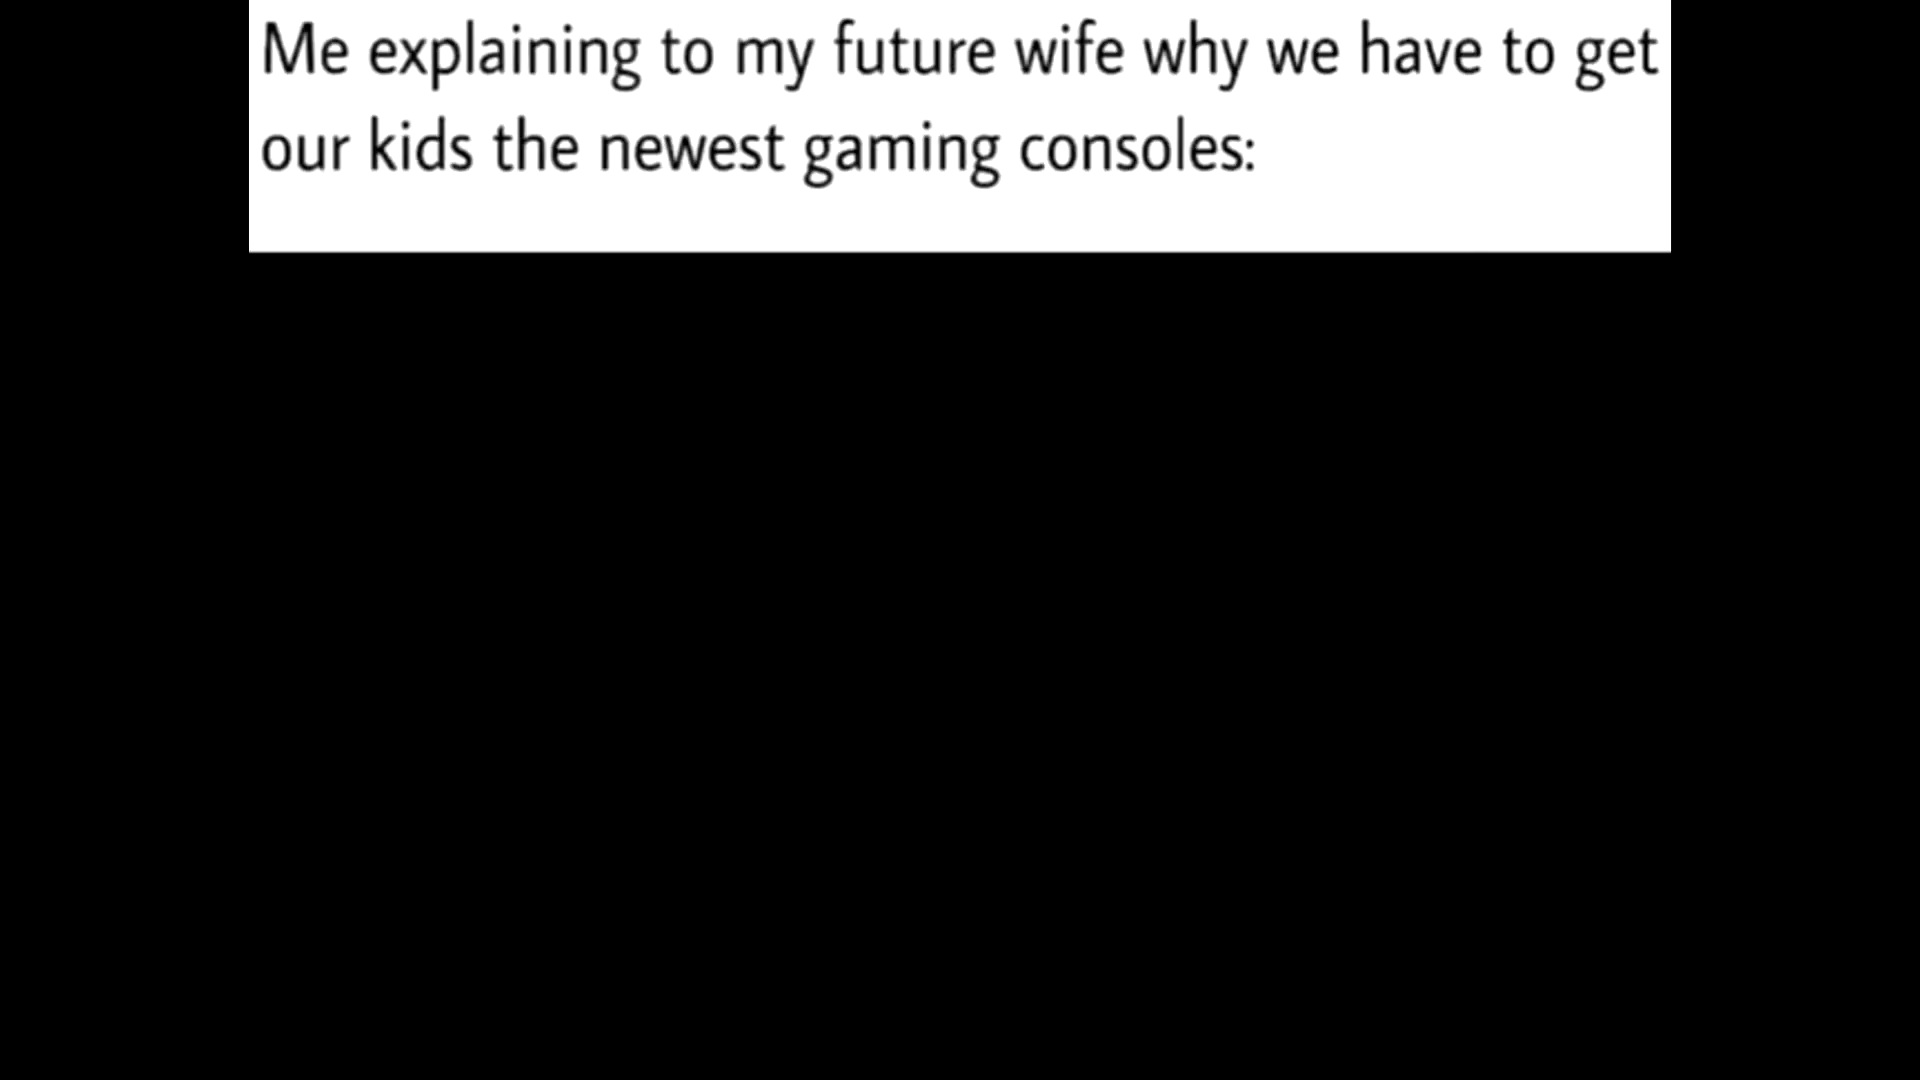 Me explaining to my future wife why we have to get
our kids the newest gaming consoles: